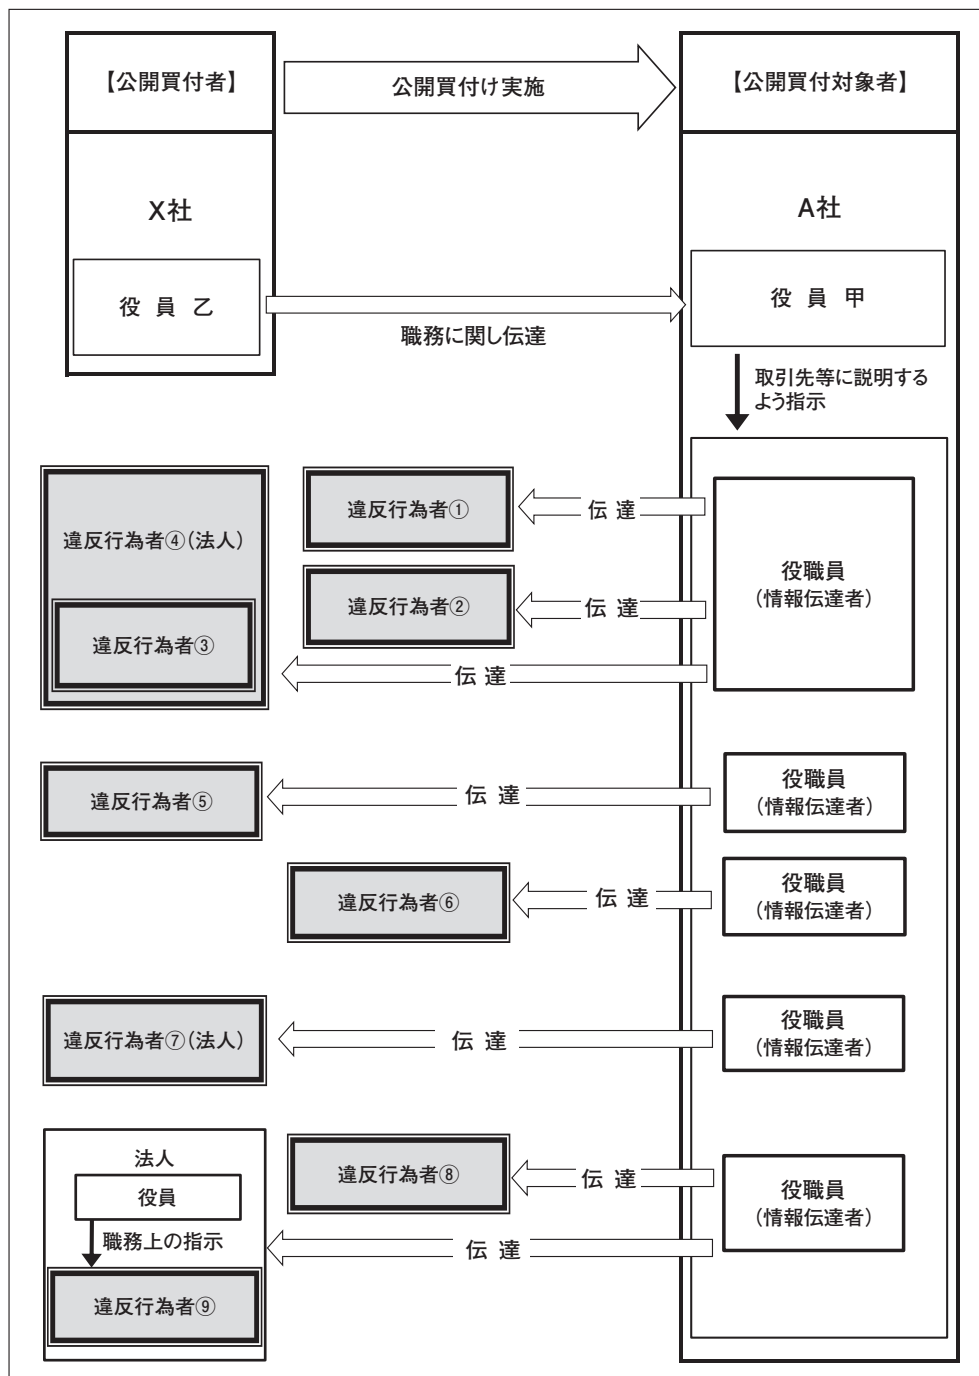 【公開買付者】
公開買付け実施
【公開買付対象者】
X社
A社
役 員 乙
役 員 甲
職務に関し伝達
取引先等に説明する
よう指示
違反行為者①
伝 達
違反行為者④(法人)
違反行為者②
伝 達
役職員
(情報伝達者)
違反行為者③
伝 達
違反行為者⑤
伝 達
役職員
(情報伝達者)
違反行為者⑥
伝 達
役職員
(情報伝達者)
違反行為者⑦(法人)
伝 達
役職員
(情報伝達者)
法人
役員
職務上の指示
違反行為者⑨
違反行為者⑧
伝 達
伝 達
役職員
(情報伝達者)